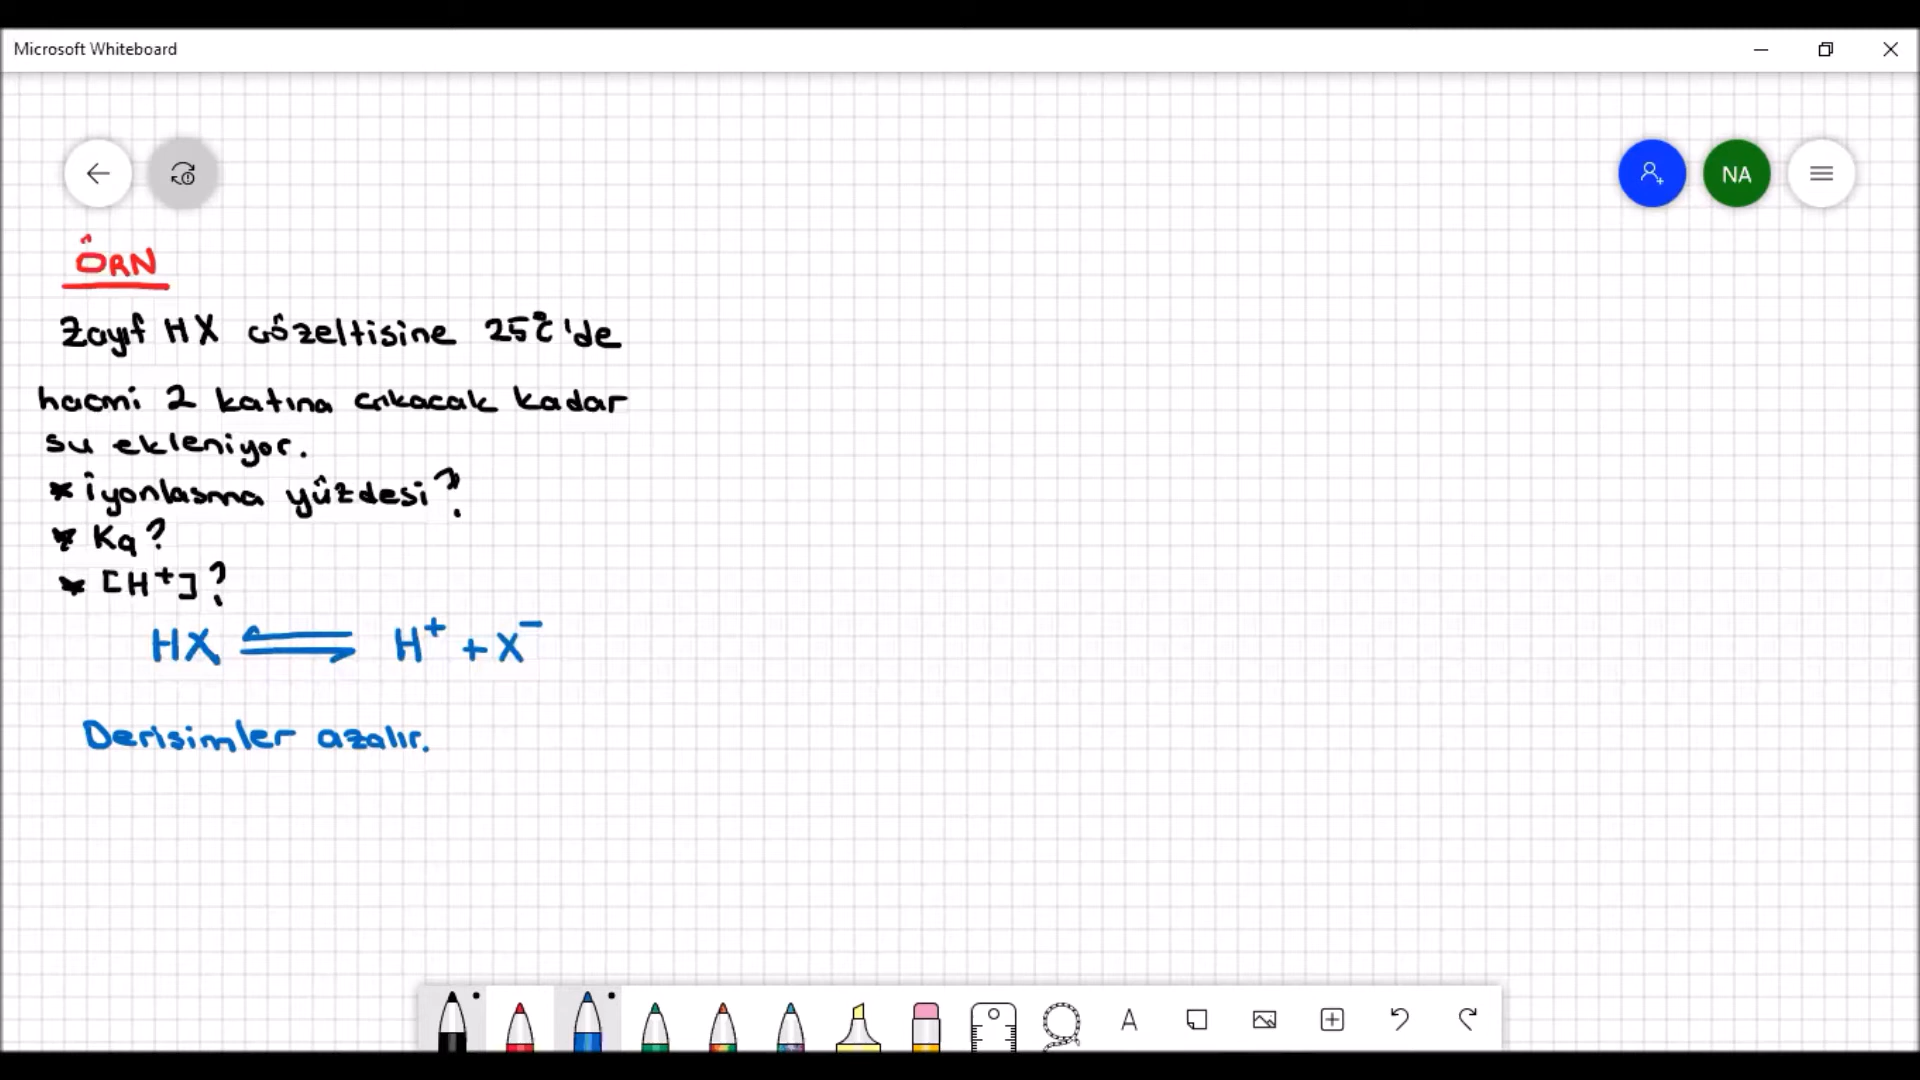 Microsoft Whiteboard
NA
ÖRN
Zayıf HX çözeltisine 25°C'de
hacmi 2 katına çıkacak kadar
su ekleniyor.
* İyonlaşma yüzdesi?
* Ka?
* [H+]?
HX ⇌ H+ + X-
Derişimler azalır.
A